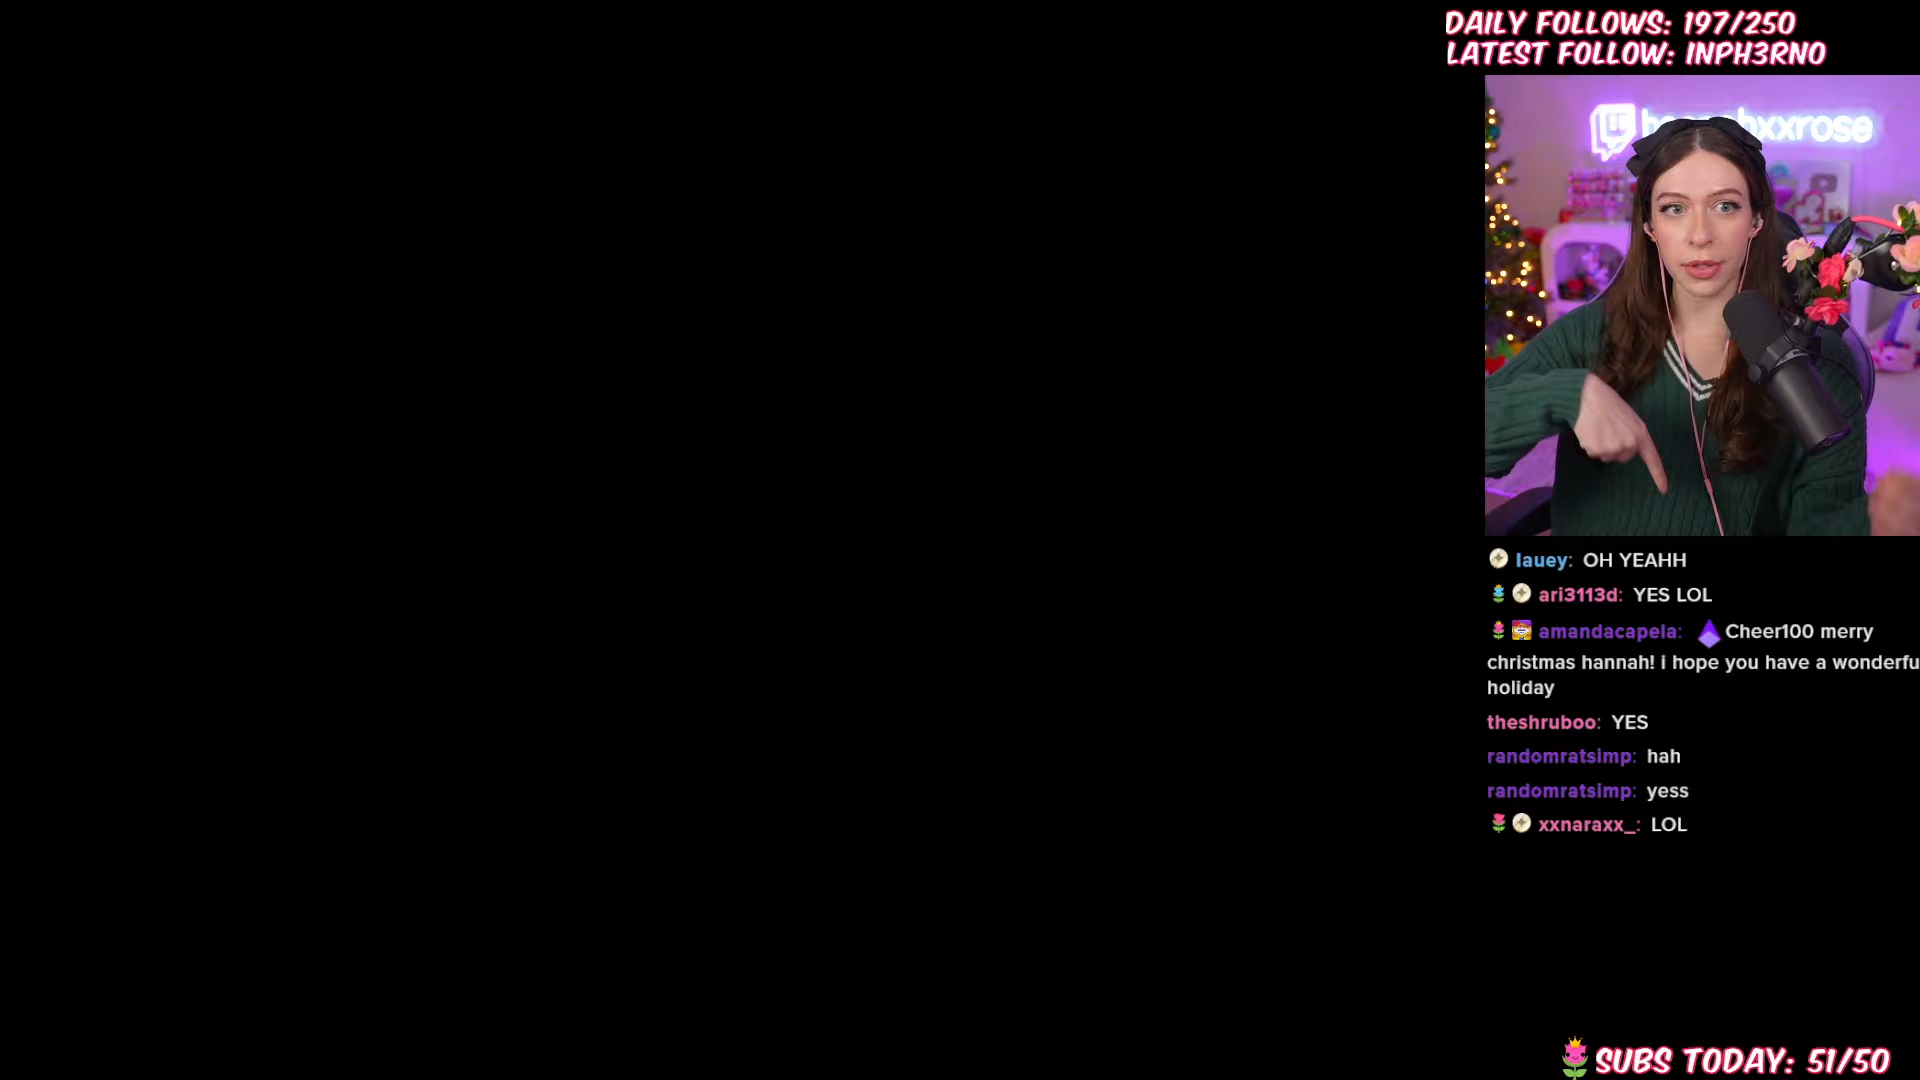 DAILY FOLLOWS: 197/250
LATEST FOLLOW: INPH3RNO
xxrose
lauey: OH YEAHH
ari3113d: YES LOL
amandacapela: Cheer100 merry
christmas hannah! i hope you have a wonderfu
holiday
theshruboo: YES
randomratsimp: hah
randomratsimp: yess
xxnaraxx_: LOL
SUBS TODAY: 51/50